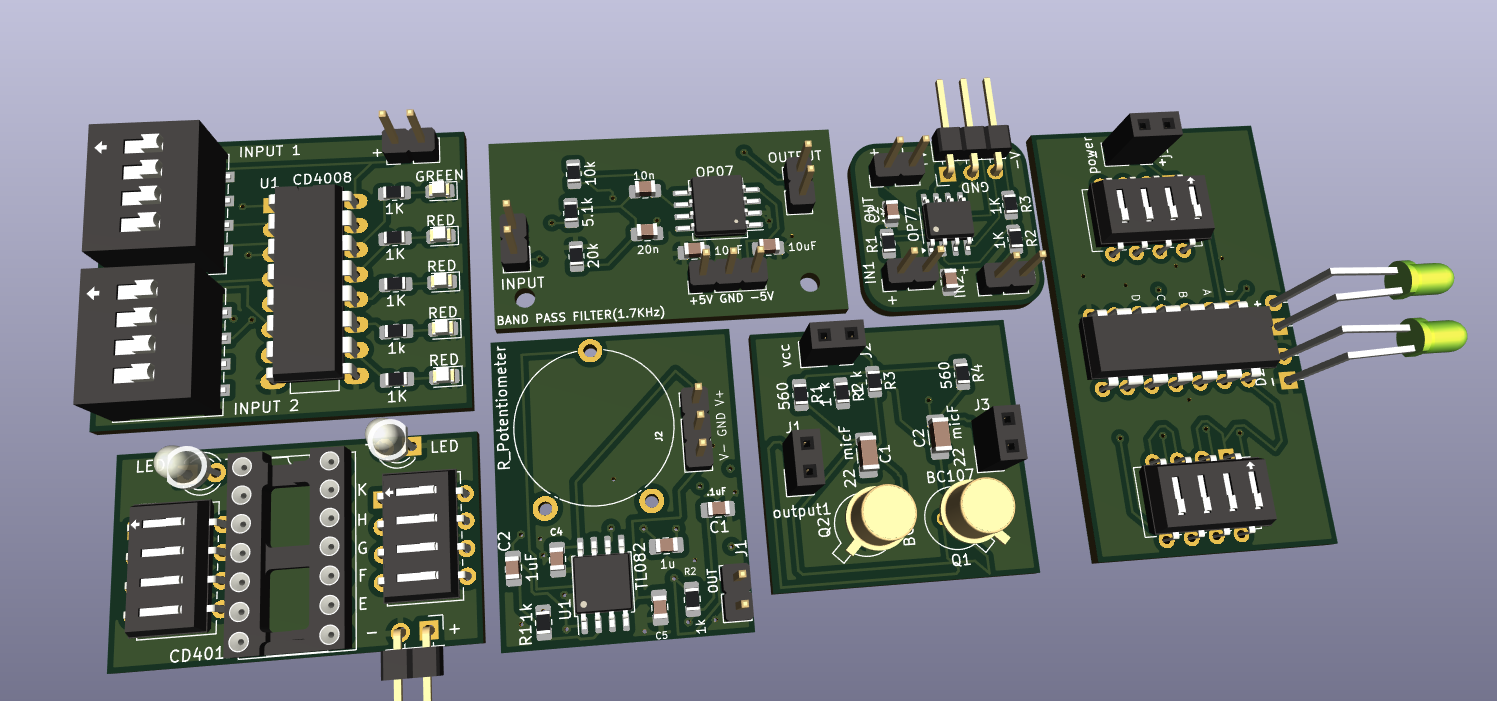 INPUT 1
+
U1
CD4008
GREEN
1K
RED
1K
RED
1K
RED
1k
RED
1K
INPUT 2
10k
5.1k
20k
10n
20n
OP07
OUTPUT
10uF
INPUT
+5V GND -5V
BAND PASS FILTER(1.7KHz)
+
-V
GND
OUT
OP77
R1
1K
R3
1K
R2
IN1
IN2+
+
Power
D
C
B
A
J
+
LED
LED
K
H
G
F
E
-
+
CD401
R_Potentiometer
J2
V- GND V+
.1uF
C1
C2
1uF
C4
1u
TL082
U1
R1
1k
C5
R2
1k
OUT
J1
vcc
560
R1
1k
R2
R3
560
R4
J1
J3
22 micF
C1
C2
22 micF
output1
Q2
BC107
Q1